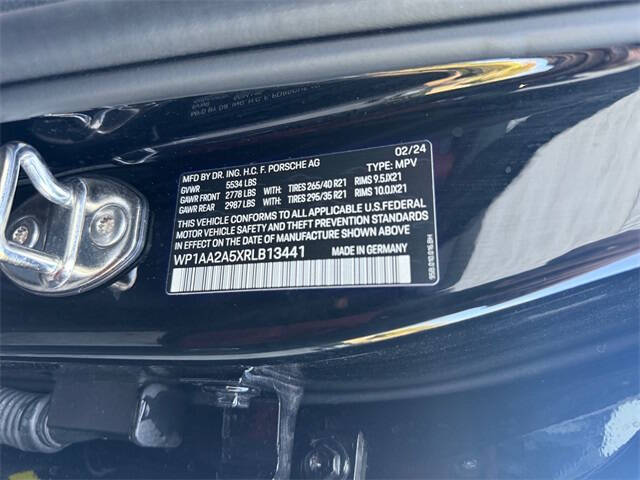 MFD BY DR. ING. H.C. F. PORSCHE AG 02/24
GVWR 5534 LBS TYPE: MPV
GAWR FRONT 2778 LBS WITH: TIRES 265/40 R21 RIMS 9.5JX21
GAWR REAR 2987 LBS WITH: TIRES 295/35 R21 RIMS 10.0JX21
THIS VEHICLE CONFORMS TO ALL APPLICABLE U.S.FEDERAL
MOTOR VEHICLE SAFETY AND THEFT PREVENTION STANDARDS
IN EFFECT ON THE DATE OF MANUFACTURE SHOWN ABOVE
WP1AA2A5XRLB13441 MADE IN GERMANY